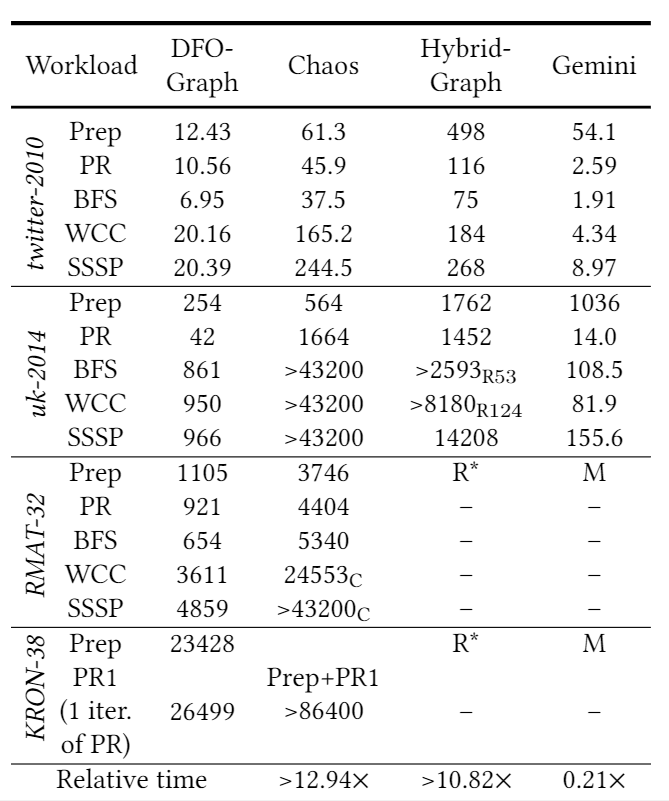 Workload DFO-Graph Chaos Hybrid-Graph Gemini
twitter-2010
Prep 12.43 61.3 498 54.1
PR 10.56 45.9 116 2.59
BFS 6.95 37.5 75 1.91
WCC 20.16 165.2 184 4.34
SSSP 20.39 244.5 268 8.97
uk-2014
Prep 254 564 1762 1036
PR 42 1664 1452 14.0
BFS 861 >43200 >2593R53 108.5
WCC 950 >43200 >8180R124 81.9
SSSP 966 >43200 14208 155.6
RMAT-32
Prep 1105 3746 R* M
PR 921 4404 – –
BFS 654 5340 – –
WCC 3611 24553C – –
SSSP 4859 >43200C – –
KRON-38
Prep 23428 R* M
PR1 Prep+PR1
(1 iter. 26499 >86400 – –
of PR)
Relative time >12.94× >10.82× 0.21×